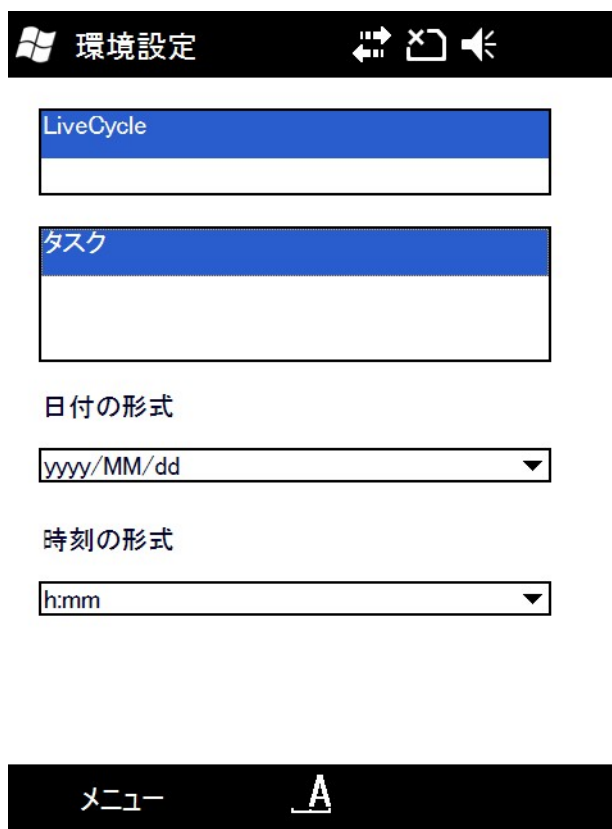 環境設定
LiveCycle
タスク
日付の形式
yyyy/MM/dd
時刻の形式
h:mm
メニュー
A